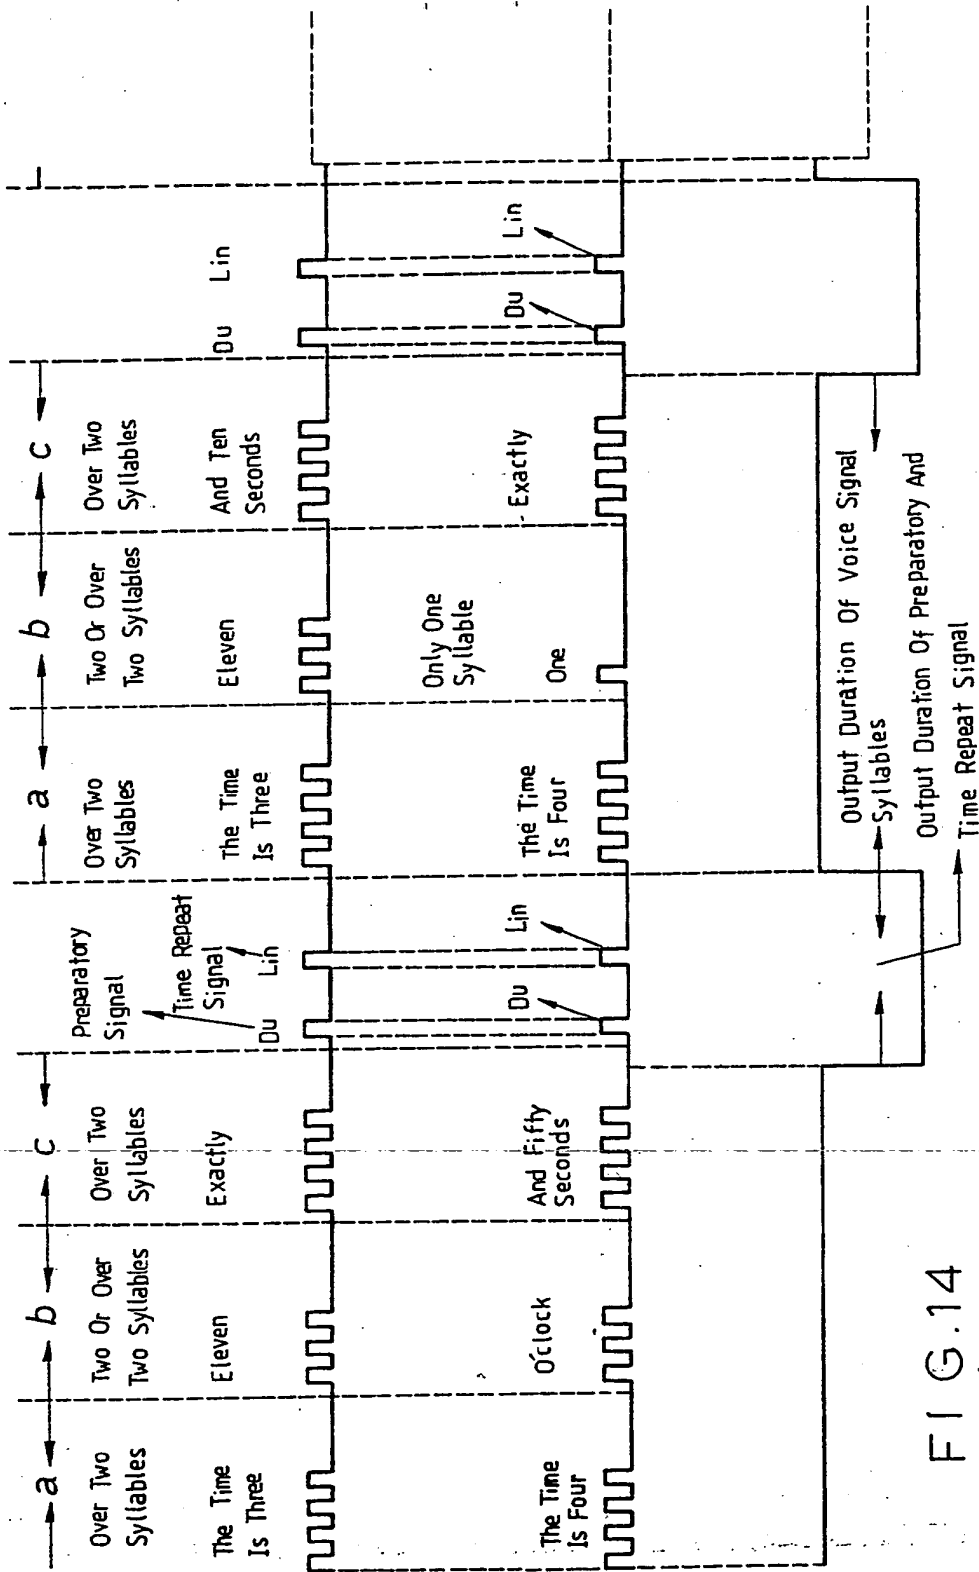 a
b
c
a
b
c
Over Two
Syllables
Two Or Over
Two Syllables
Over Two
Syllables
Preparatory
Signal
Time Repeat
Signal
Over Two
Syllables
Two Or Over
Two Syllables
Over Two
Syllables
The Time
Is Three
Eleven
Exactly
Du
Lin
The Time
Is Three
Eleven
And Ten
Seconds
Du
Lin
Only One
Syllable
The Time
Is Four
O'clock
And Fifty
Seconds
Du
Lin
The Time
Is Four
One
Exactly
Du
Lin
Output Duration Of Voice Signal
Syllables
Output Duration Of Preparatory And
Time Repeat Signal
FIG.14